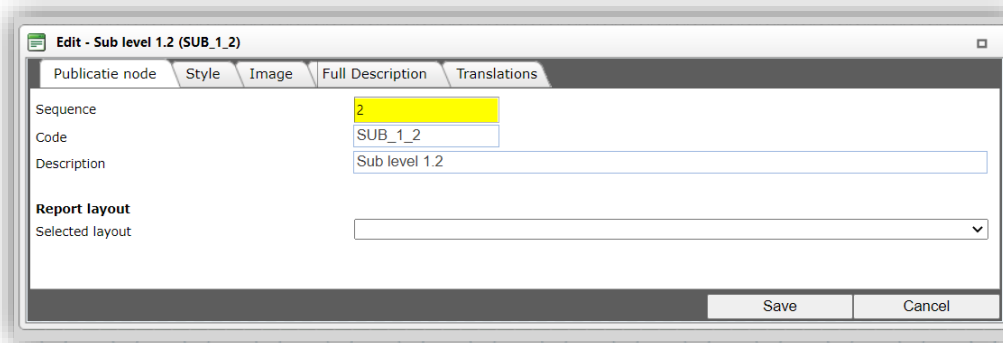 Edit - Sub level 1.2 (SUB_1_2)
Publicatie node Style Image Full Description Translations
Sequence 2
Code SUB_1_2
Description Sub level 1.2
Report layout
Selected layout
Save Cancel